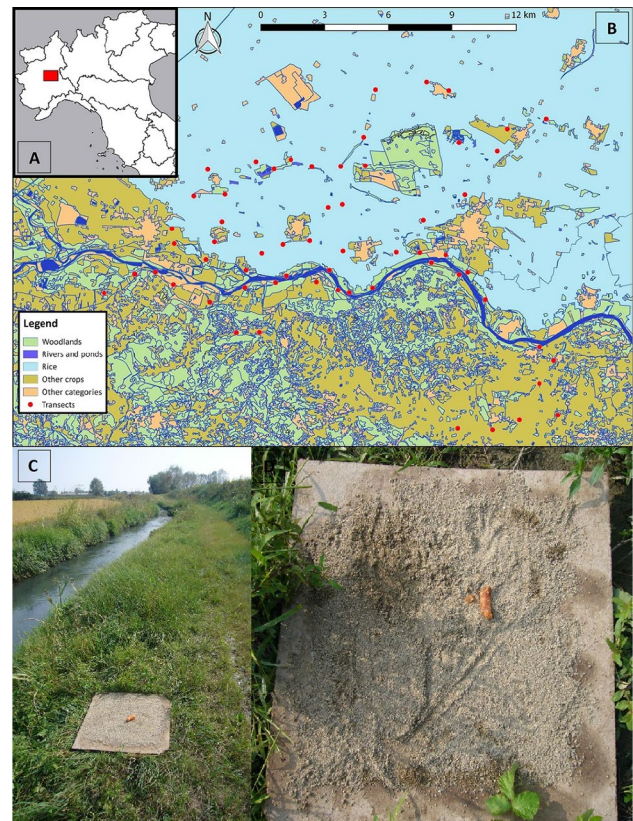 N
0 3 6 9 12 km
B
A
Legend
Woodlands
Rivers and ponds
Rice
Other crops
Other categories
Transects
C
D